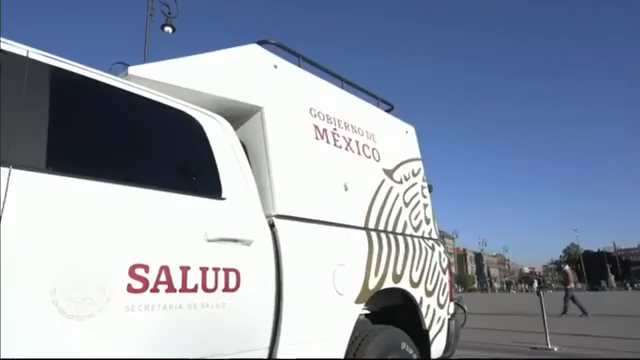 GOBIERNO DE
MÉXICO
SALUD
SECRETARÍA DE SALUD